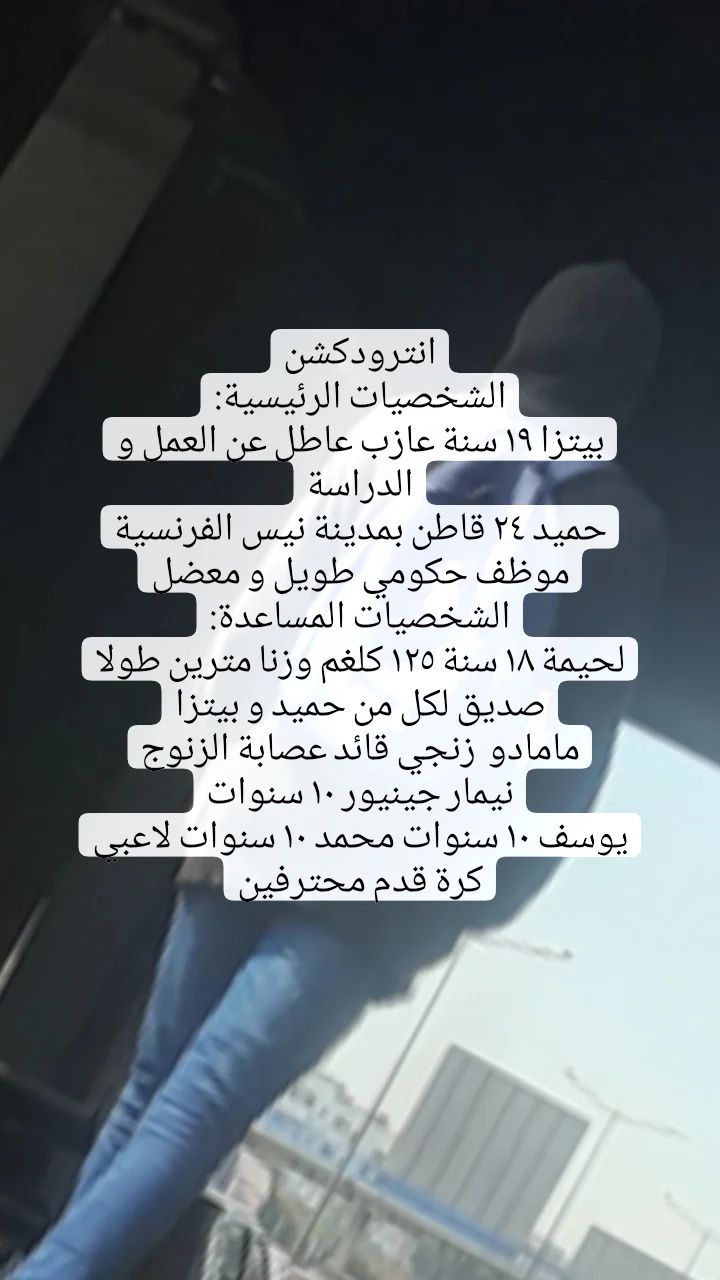 انترودكشن
الشخصيات الرئيسية:
بيتزا ١٩ سنة عازب عاطل عن العمل و
الدراسة
حميد ٢٤ قاطن بمدينة نيس الفرنسية
موظف حكومي طويل و معضل
الشخصيات المساعدة:
لحيمة ١٨ سنة ١٢٥ كلغم وزنا مترين طولا
صديق لكل من حميد و بيتزا
مامادو زنجي قائد عصابة الزنوج
نيمار جينيور ١٠ سنوات
يوسف ١٠ سنوات محمد ١٠ سنوات لاعبي
كرة قدم محترفين